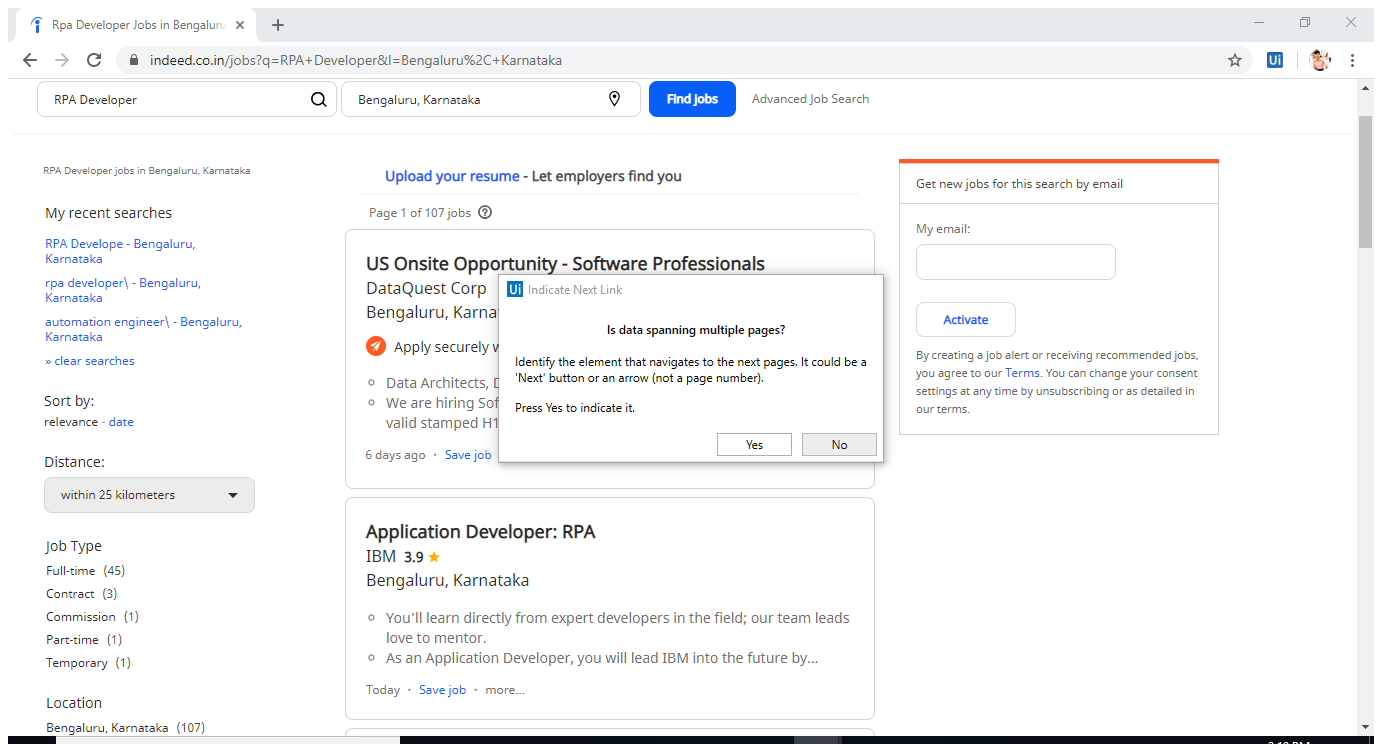 Rpa Developer Jobs in Bengaluru
indeed.co.in/jobs?q=RPA+Developer&l=Bengaluru%2C+Karnataka
Ui
RPA Developer
Bengaluru, Karnataka
Find jobs
Advanced Job Search
RPA Developer jobs in Bengaluru, Karnataka
My recent searches
RPA Develope - Bengaluru,
Karnataka
rpa developer\ - Bengaluru,
Karnataka
automation engineer\ - Bengaluru,
Karnataka
» clear searches
Sort by:
relevance - date
Distance:
within 25 kilometers
Job Type
Full-time (45)
Contract (3)
Commission (1)
Part-time (1)
Temporary (1)
Location
Bengaluru, Karnataka (107)
Upload your resume - Let employers find you
Page 1 of 107 jobs ?
US Onsite Opportunity - Software Professionals
DataQuest Corp
Bengaluru, Karna
Apply securely w
Data Architects, D
We are hiring Sof
valid stamped H1
6 days ago · Save job
Ui Indicate Next Link
Is data spanning multiple pages?
Identify the element that navigates to the next pages. It could be a
'Next' button or an arrow (not a page number).
Press Yes to indicate it.
Yes
No
Application Developer: RPA
IBM 3.9
Bengaluru, Karnataka
You'll learn directly from expert developers in the field; our team leads
love to mentor.
As an Application Developer, you will lead IBM into the future by...
Today · Save job · more...
Get new jobs for this search by email
My email:
Activate
By creating a job alert or receiving recommended jobs,
you agree to our Terms. You can change your consent
settings at any time by unsubscribing or as detailed in
our terms.